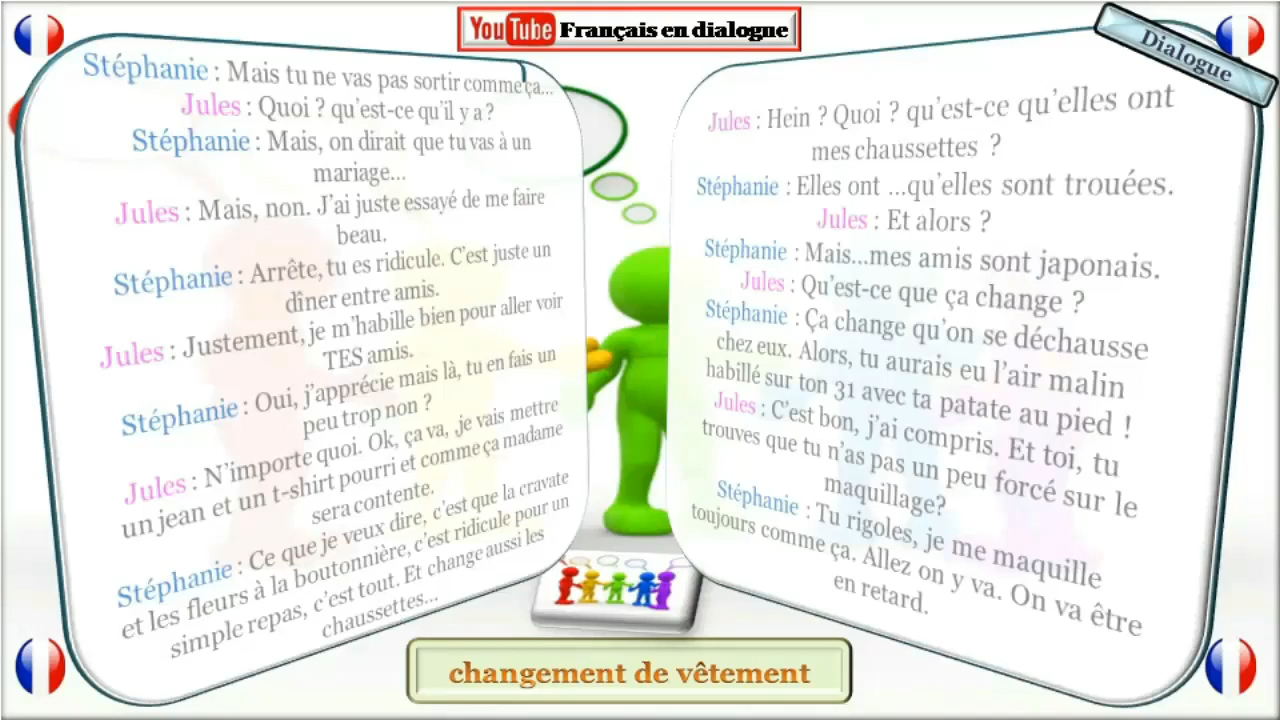 YouTube Français en dialogue
Dialogue
Stéphanie : Mais tu ne vas pas sortir comme ça...
Jules : Quoi ? qu'est-ce qu'il y a ?
Stéphanie : Mais, on dirait que tu vas à un
mariage...
Jules : Mais, non. J'ai juste essayé de me faire
beau.
Stéphanie : Arrête, tu es ridicule. C'est juste un
dîner entre amis.
Jules : Justement, je m'habille bien pour aller voir
TES amis.
Stéphanie : Oui, j'apprécie mais là, tu en fais un
peu trop non ?
Jules : N'importe quoi. Ok, ça va, je vais mettre
un jean et un t-shirt pourri et comme ça madame
sera contente.
Stéphanie : Ce que je veux dire, c'est que la cravate
et les fleurs à la boutonnière, c'est ridicule pour un
simple repas, c'est tout. Et change aussi les
chaussettes...
Jules : Hein ? Quoi ? qu'est-ce qu'elles ont
mes chaussettes ?
Stéphanie : Elles ont ...qu'elles sont trouées.
Jules : Et alors ?
Stéphanie : Mais...mes amis sont japonais.
Jules : Qu'est-ce que ça change ?
Stéphanie : Ça change qu'on se déchausse
chez eux. Alors, tu aurais eu l'air malin
habillé sur ton 31 avec ta patate au pied !
Jules : C'est bon, j'ai compris. Et toi, tu
trouves que tu n'as pas un peu forcé sur le
maquillage?
Stéphanie : Tu rigoles, je me maquille
toujours comme ça. Allez on y va. On va être
en retard.
changement de vêtement